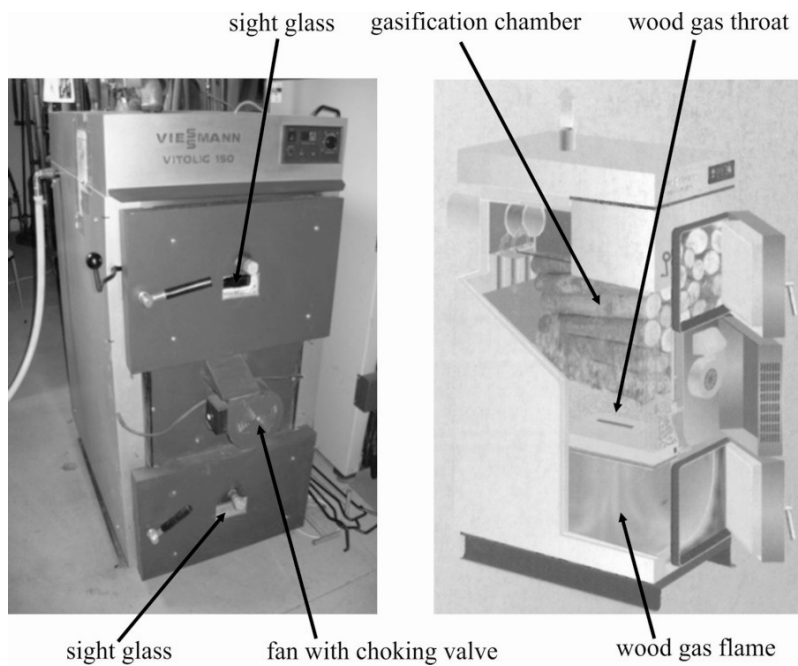 sight glass
gasification chamber
wood gas throat
VIESMANN
VITOLIG 150
sight glass
fan with choking valve
wood gas flame